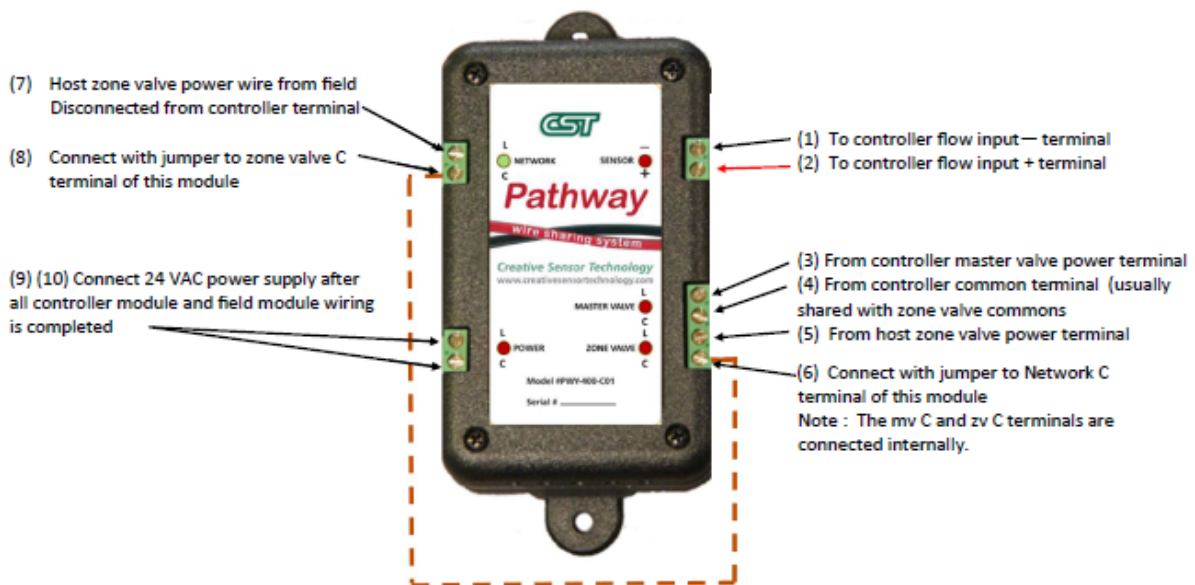 (7) Host zone valve power wire from field
Disconnected from controller terminal
(8) Connect with jumper to zone valve C
terminal of this module
(9) (10) Connect 24 VAC power supply after
all controller module and field module wiring
is completed
CST
L
NETWORK
C
—
SENSOR
+
Pathway
wire sharing system
Creative Sensor Technology
www.creativesensortechnology.com
L
MASTER VALVE
C
L
POWER
C
L
ZONE VALVE
C
Model #PWY-400-C01
Serial # ________
(1) To controller flow input— terminal
(2) To controller flow input + terminal
(3) From controller master valve power terminal
(4) From controller common terminal (usually
shared with zone valve commons
(5) From host zone valve power terminal
(6) Connect with jumper to Network C
terminal of this module
Note : The mv C and zv C terminals are
connected internally.